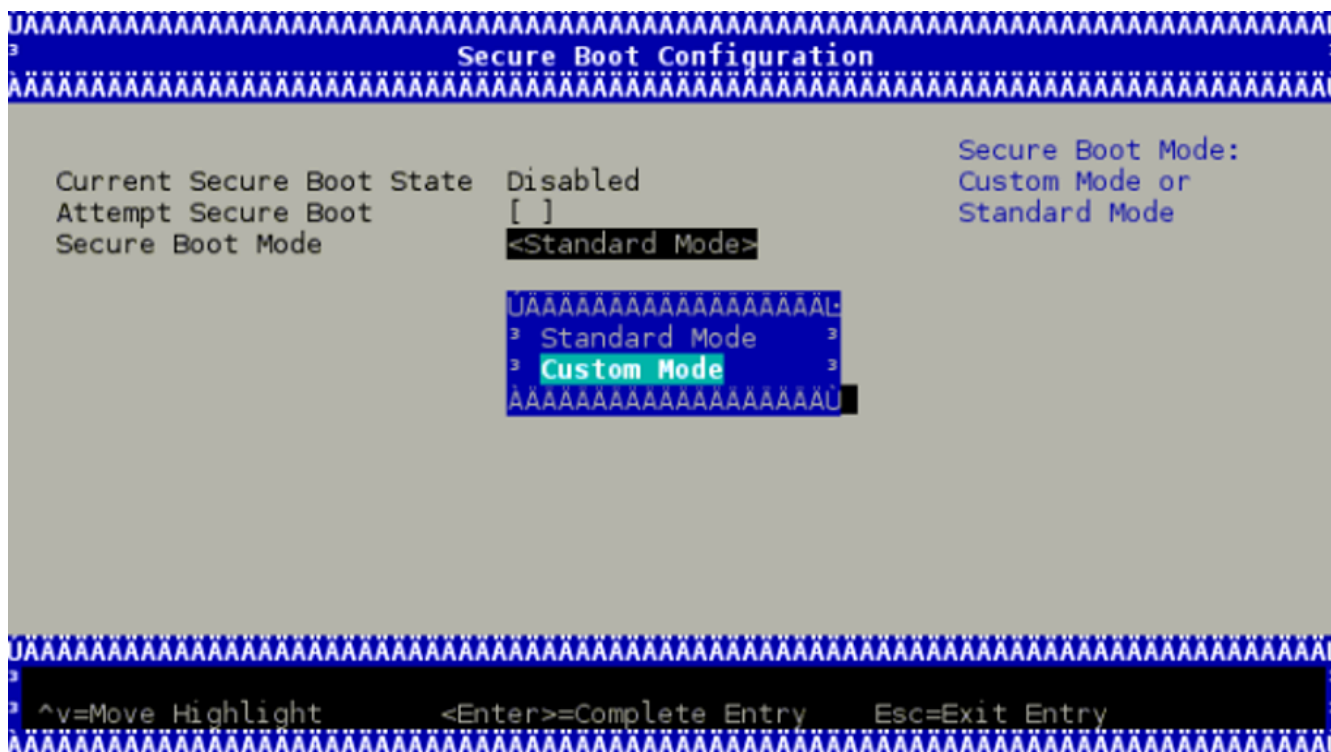 Secure Boot Configuration
Current Secure Boot State Disabled
Attempt Secure Boot [ ]
Secure Boot Mode <Standard Mode>
Secure Boot Mode:
Custom Mode or
Standard Mode
Standard Mode
Custom Mode
^v=Move Highlight <Enter>=Complete Entry Esc=Exit Entry